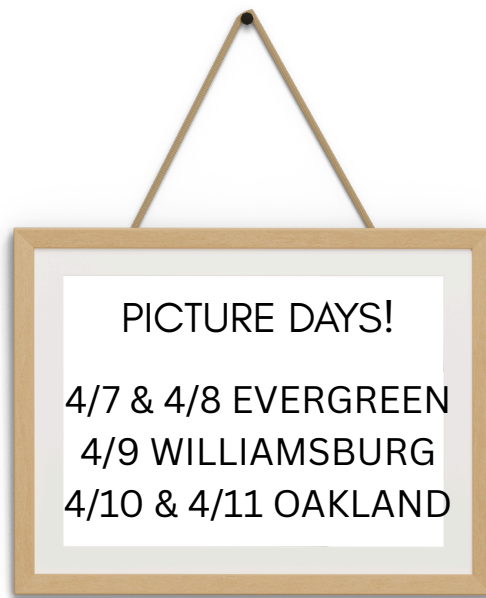 PICTURE DAYS!
4/7 & 4/8 EVERGREEN
4/9 WILLIAMSBURG
4/10 & 4/11 OAKLAND